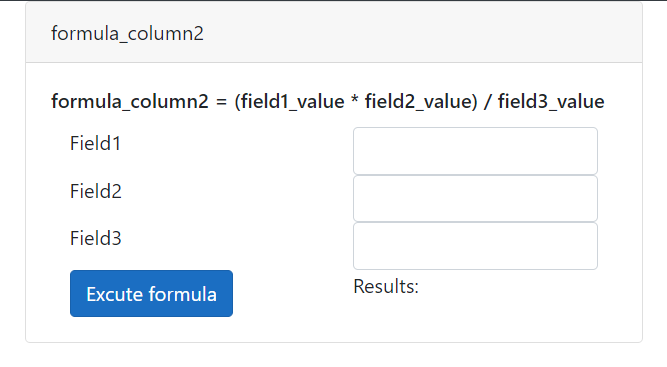 formula_column2
formula_column2 = (field1_value * field2_value) / field3_value
Field1
Field2
Field3
Excute formula
Results: